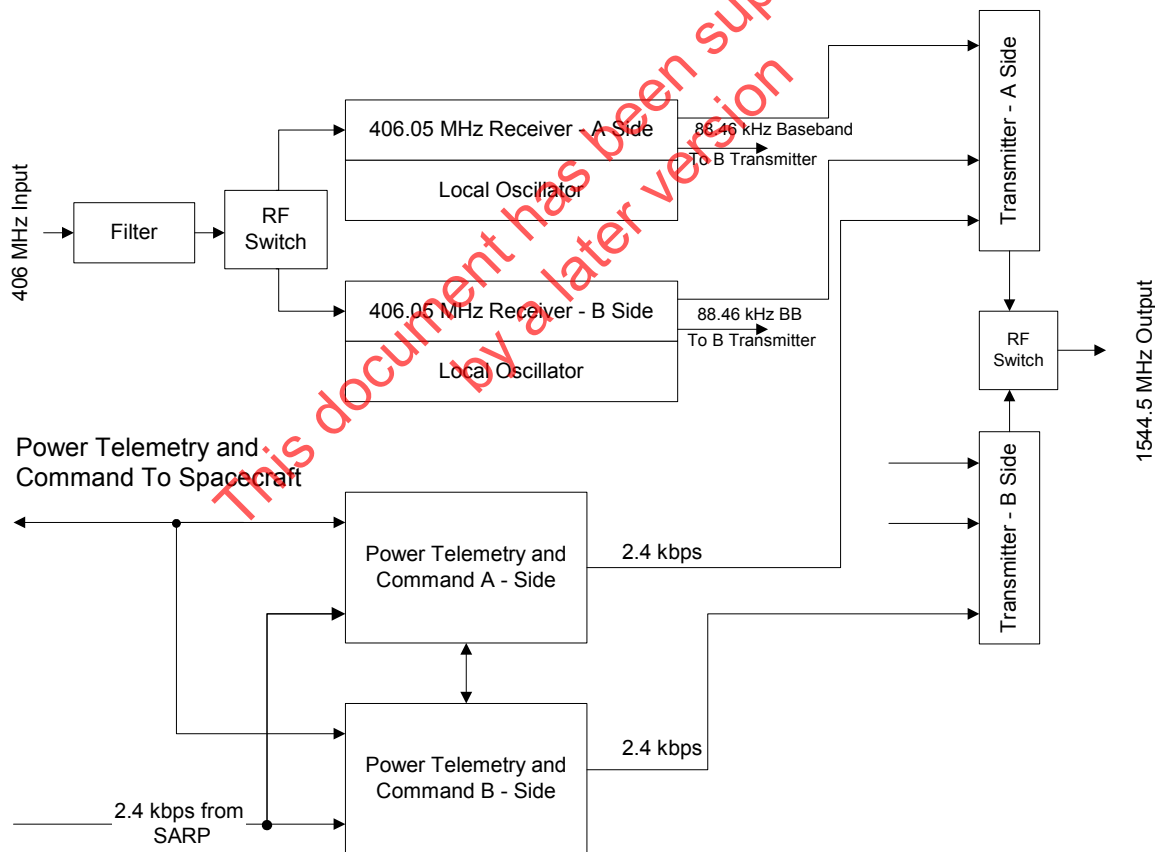 406 MHz Input
Filter
RF
Switch
406.05 MHz Receiver - A Side
Local Oscillator
88.46 kHz Baseband
To B Transmitter
406.05 MHz Receiver - B Side
Local Oscillator
88.46 kHz BB
To B Transmitter
Transmitter - A Side
RF
Switch
1544.5 MHz Output
Transmitter - B Side
Power Telemetry and
Command To Spacecraft
Power Telemetry and
Command A - Side
2.4 kbps
Power Telemetry and
Command B - Side
2.4 kbps
2.4 kbps from
SARP
This document has been sup
by a later version